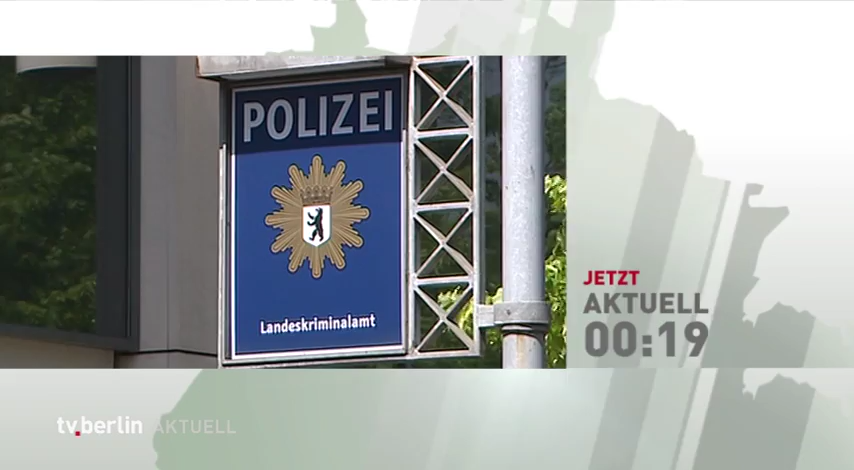 POLIZEI
Landeskriminalamt
JETZT
AKTUELL
00:19
tv.berlin AKTUELL